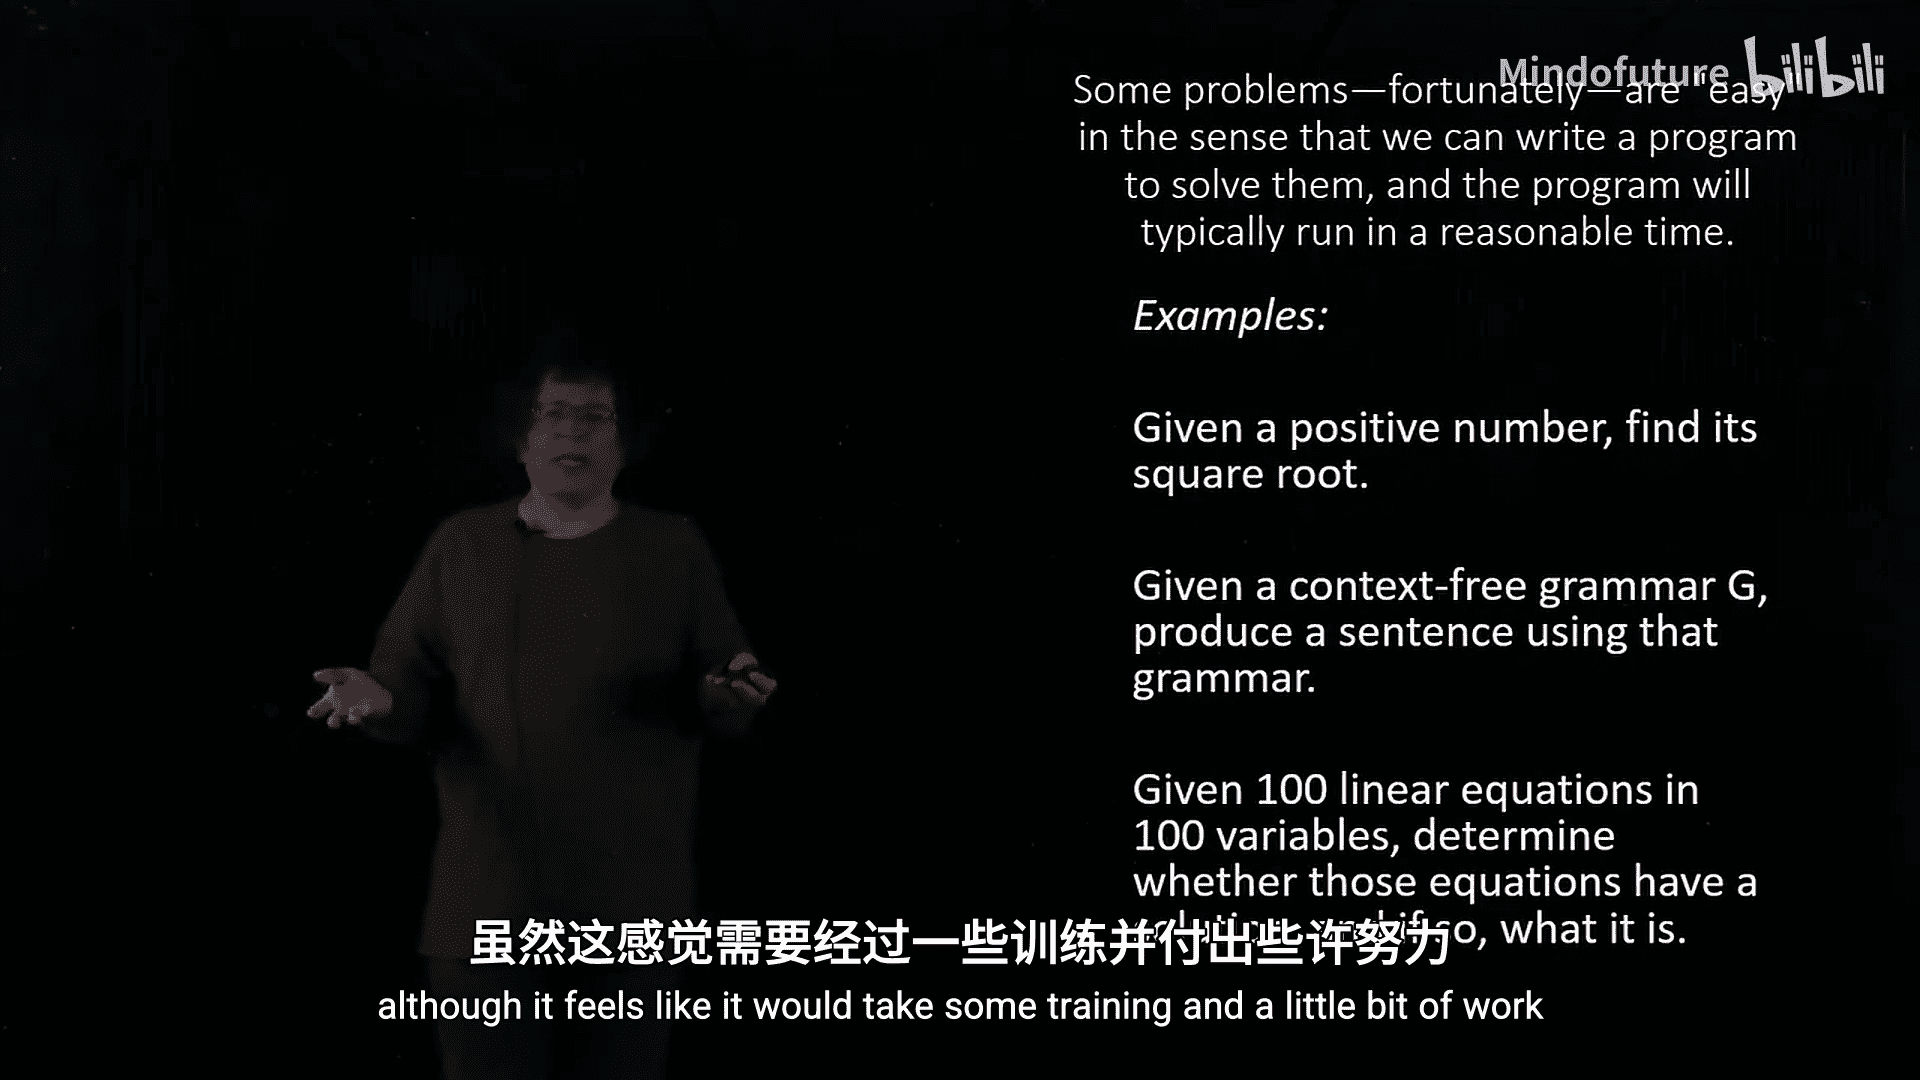 Mindofuture bilibili
Some problems—fortunately—are "easy"
in the sense that we can write a program
to solve them, and the program will
typically run in a reasonable time.
Examples:
Given a positive number, find its
square root.
Given a context-free grammar G,
produce a sentence using that
grammar.
Given 100 linear equations in
100 variables, determine
whether those equations have a
so, what it is.
虽然这感觉需要经过一些训练并付出些许努力
although it feels like it would take some training and a little bit of work